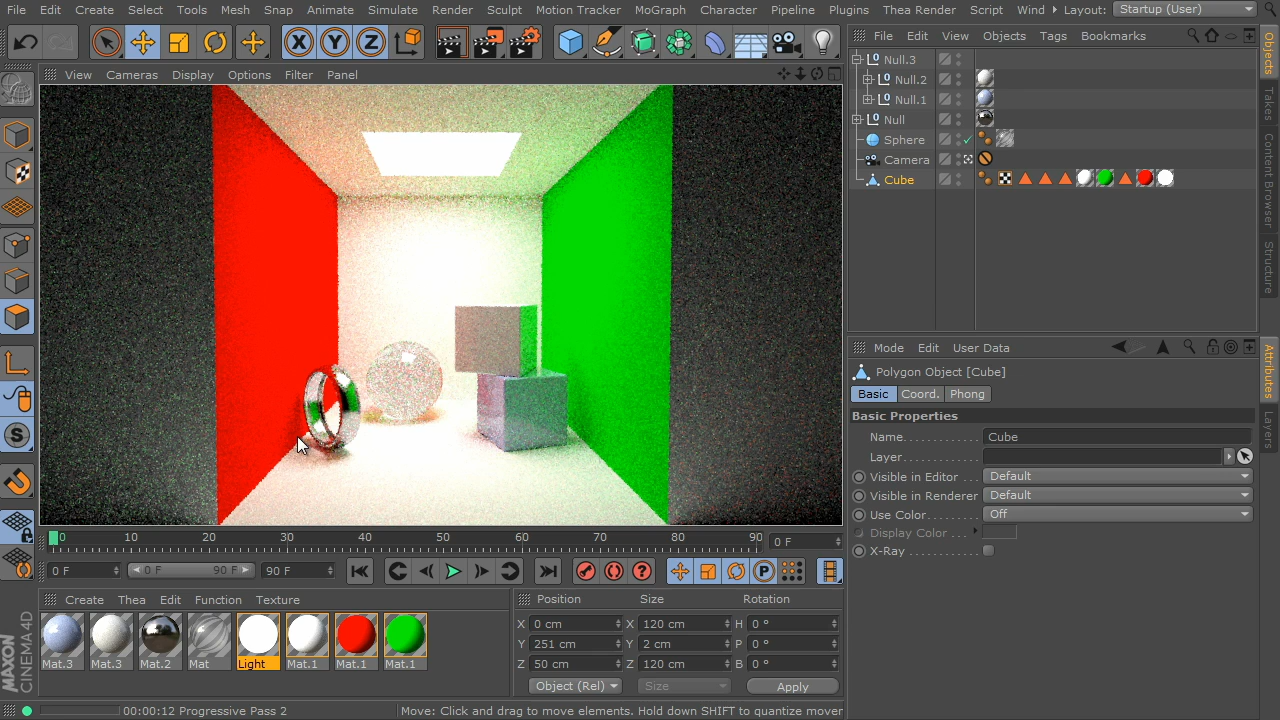 File Edit Create Select Tools Mesh Snap Animate Simulate Render Sculpt Motion Tracker MoGraph Character Pipeline Plugins Thea Render Script Wind Layout: Startup (User)
X Y Z
View Cameras Display Options Filter Panel
File Edit View Objects Tags Bookmarks
Null.3
Null.2
Null.1
Null
Sphere
Camera
Cube
Objects
Takes
Content Browser
Structure
Mode Edit User Data
Polygon Object [Cube]
Basic Coord. Phong
Basic Properties
Name Cube
Layer
Visible in Editor Default
Visible in Renderer Default
Use Color Off
Display Color
X-Ray
Attributes
Layers
0 10 20 30 40 50 60 70 80 90 0 F
0 F 0 F 90 F 90 F
Create Thea Edit Function Texture
Mat.3 Mat.3 Mat.2 Mat Light Mat.1 Mat.1 Mat.1
Position Size Rotation
X 0 cm X 120 cm H 0 °
Y 251 cm Y 2 cm P 0 °
Z 50 cm Z 120 cm B 0 °
Object (Rel) Size Apply
MAXON
CINEMA 4D
00:00:12 Progressive Pass 2 Move: Click and drag to move elements. Hold down SHIFT to quantize mover